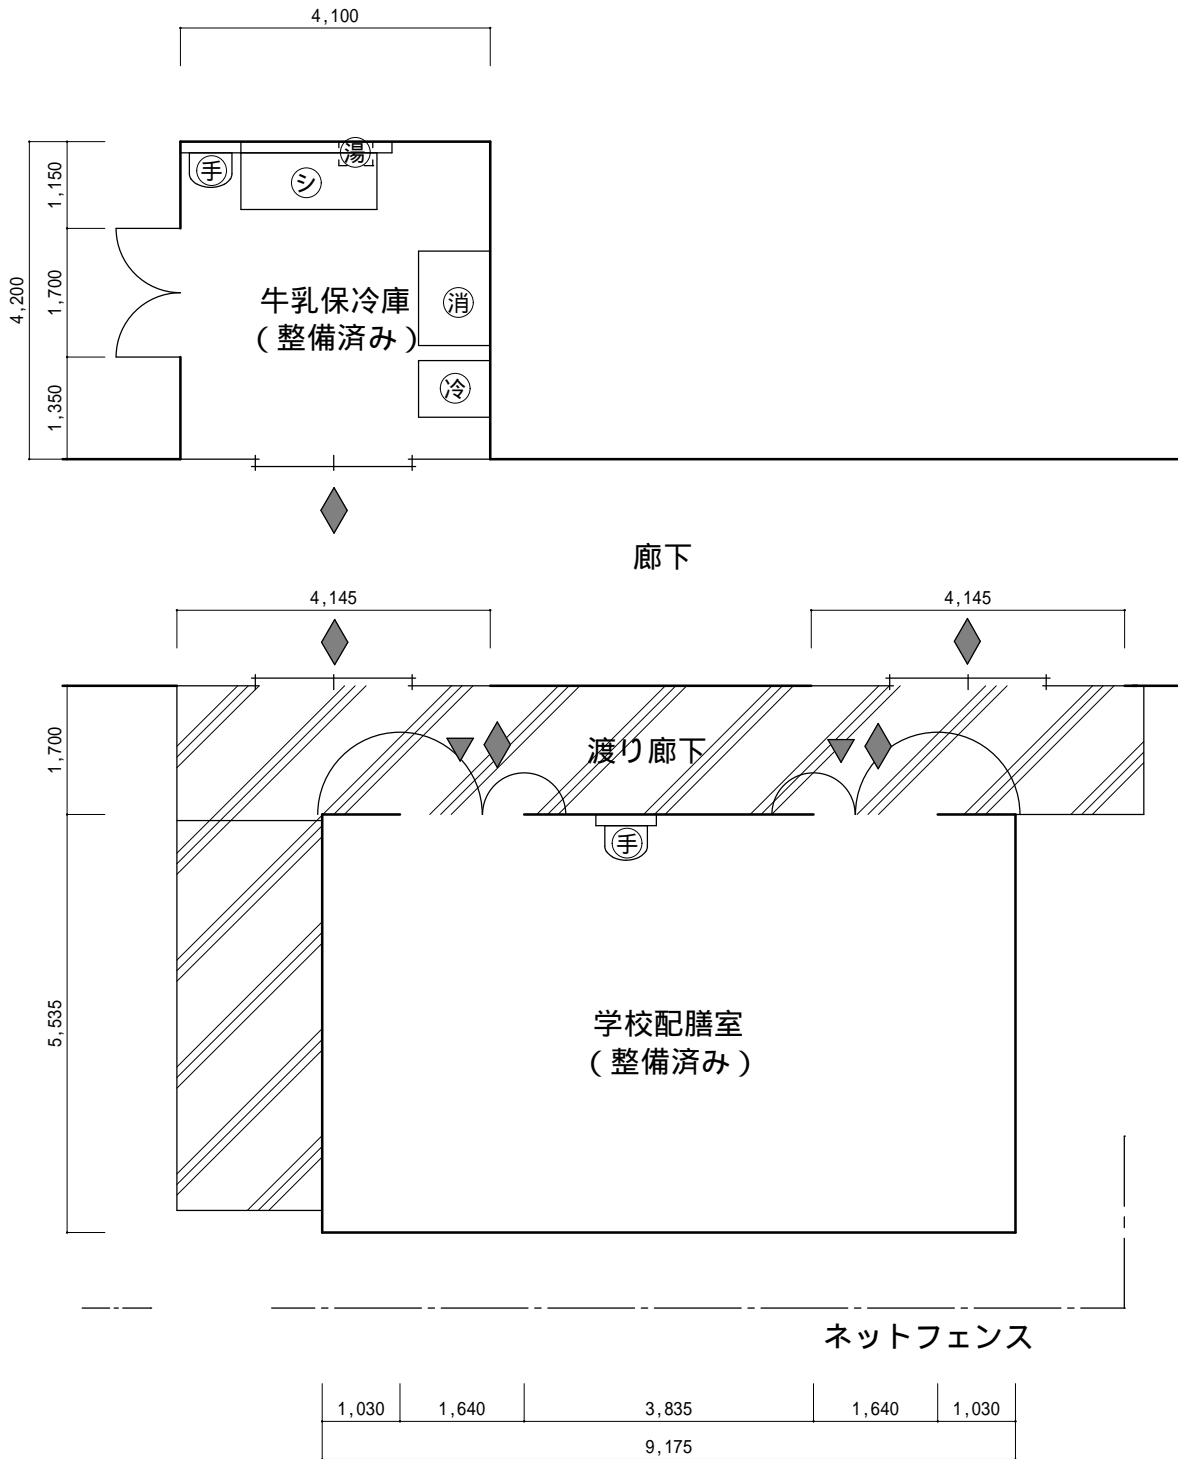 4,100
湯
手
シ
1,150
1,700
4,200
1,350
牛乳保冷庫
（整備済み）
消
冷
廊下
4,145
4,145
1,700
渡り廊下
手
5,535
学校配膳室
（整備済み）
ネットフェンス
1,030
1,640
3,835
1,640
1,030
9,175